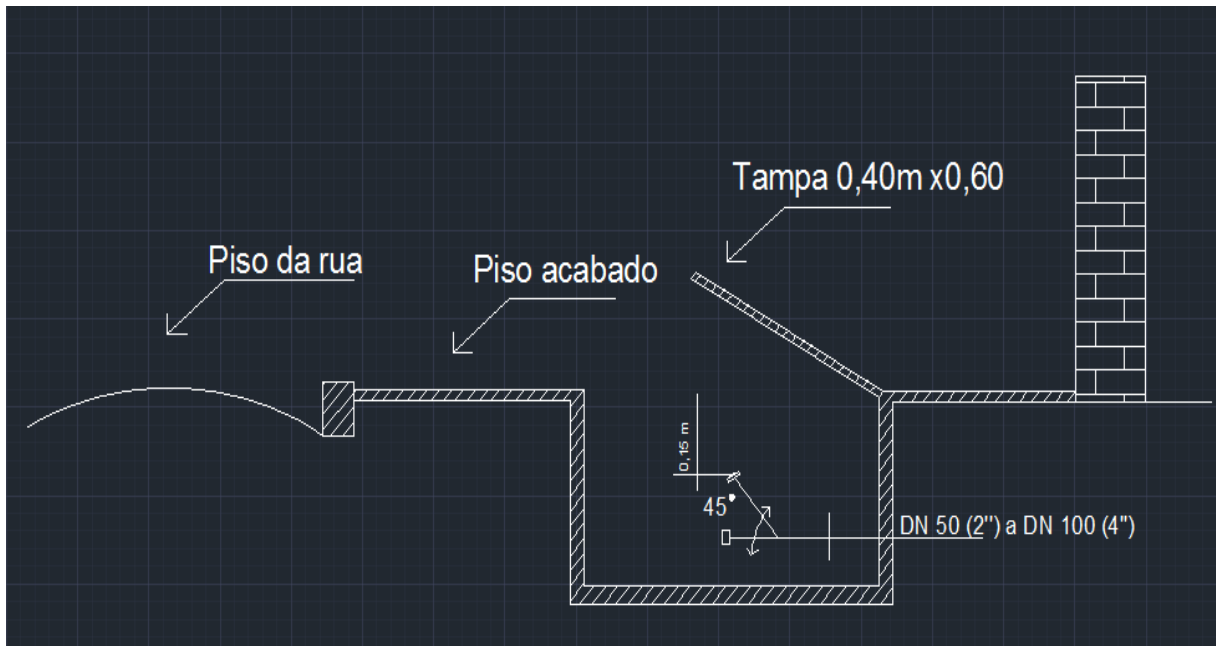 Tampa 0,40m x0,60
Piso da rua
Piso acabado
0,15 m
45°
DN 50 (2'') a DN 100 (4'')